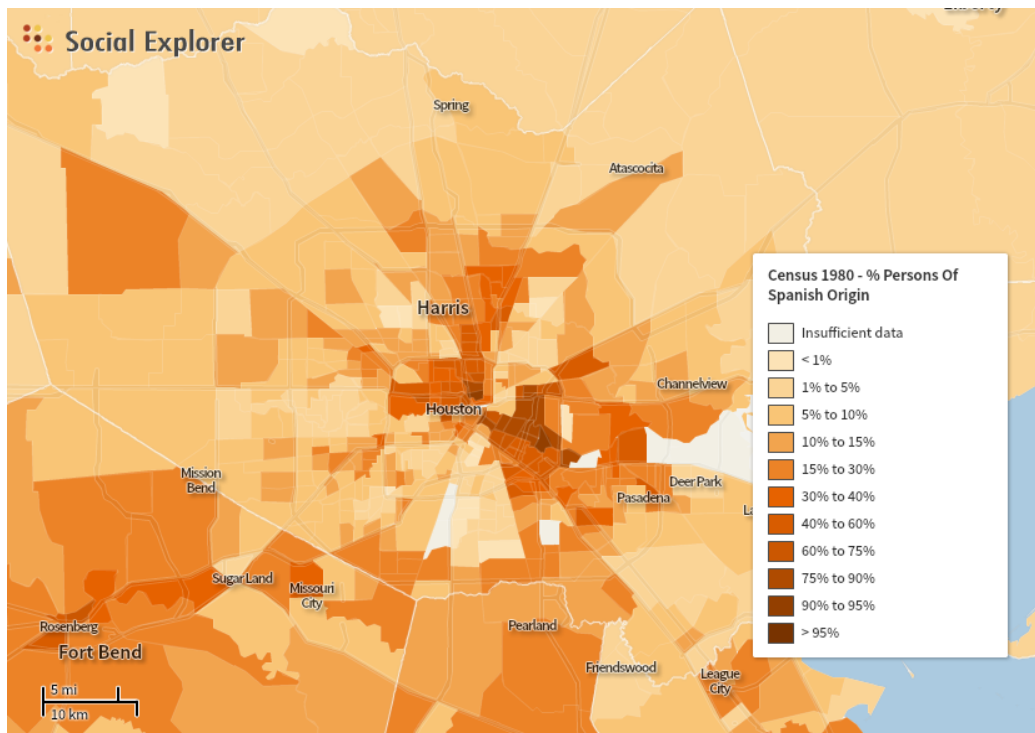 Social Explorer
Spring
Atascocita
Harris
Channelview
Houston
Mission
Bend
Deer Park
Pasadena
La
Sugar Land
Missouri
City
Rosenberg
Pearland
Fort Bend
Friendswood
League
City
5 mi
10 km
Census 1980 - % Persons Of
Spanish Origin
Insufficient data
< 1%
1% to 5%
5% to 10%
10% to 15%
15% to 30%
30% to 40%
40% to 60%
60% to 75%
75% to 90%
90% to 95%
> 95%